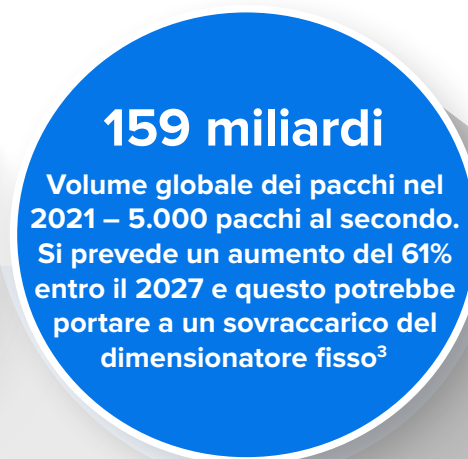 159 miliardi
Volume globale dei pacchi nel
2021 – 5.000 pacchi al secondo.
Si prevede un aumento del 61%
entro il 2027 e questo potrebbe
portare a un sovraccarico del
dimensionatore fisso³